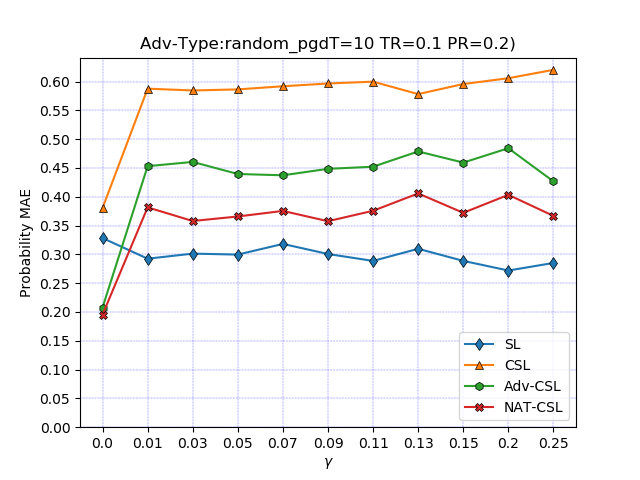 Adv-Type:random_pgdT=10 TR=0.1 PR=0.2)
Probability MAE
0.60
0.55
0.50
0.45
0.40
0.35
0.30
0.25
0.20
0.15
0.10
0.05
0.00
0.0 0.01 0.03 0.05 0.07 0.09 0.11 0.13 0.15 0.2 0.25
γ
SL
CSL
Adv-CSL
NAT-CSL